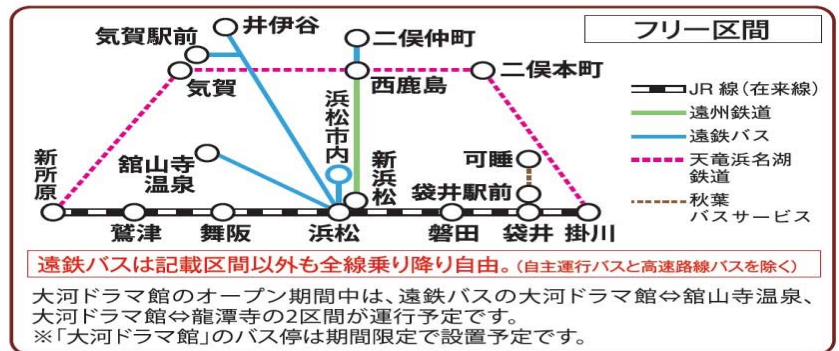 フリー区間
井伊谷
気賀駅前
二俣仲町
気賀
西鹿島
二俣本町
浜松市内
新浜松
舘山寺
温泉
可睡
袋井駅前
新所原
鷲津
舞阪
浜松
磐田
袋井
掛川
JR線(在来線)
遠州鉄道
遠鉄バス
天竜浜名湖
鉄道
秋葉
バスサービス
遠鉄バスは記載区間以外も全線乗り降り自由。(自主運行バスと高速路線バスを除く)
大河ドラマ館のオープン期間中は、遠鉄バスの大河ドラマ館⇔舘山寺温泉、
大河ドラマ館⇔龍潭寺の2区間が運行予定です。
※「大河ドラマ館」のバス停は期間限定で設置予定です。